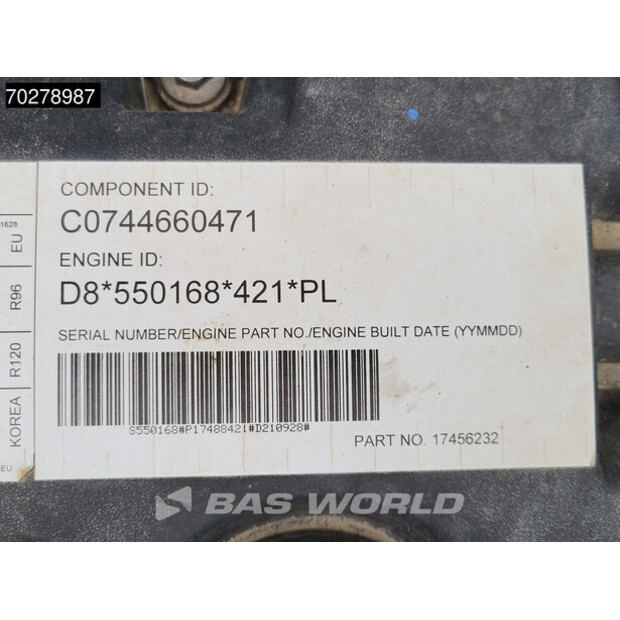 70278987
COMPONENT ID:
C0744660471
ENGINE ID:
D8*550168*421*PL
SERIAL NUMBER/ENGINE PART NO./ENGINE BUILT DATE (YYMMDD)
S550168#P17488421#D210928#
PART NO. 17456232
1628
EU
R96
R120
KOREA
EU
BAS WORLD